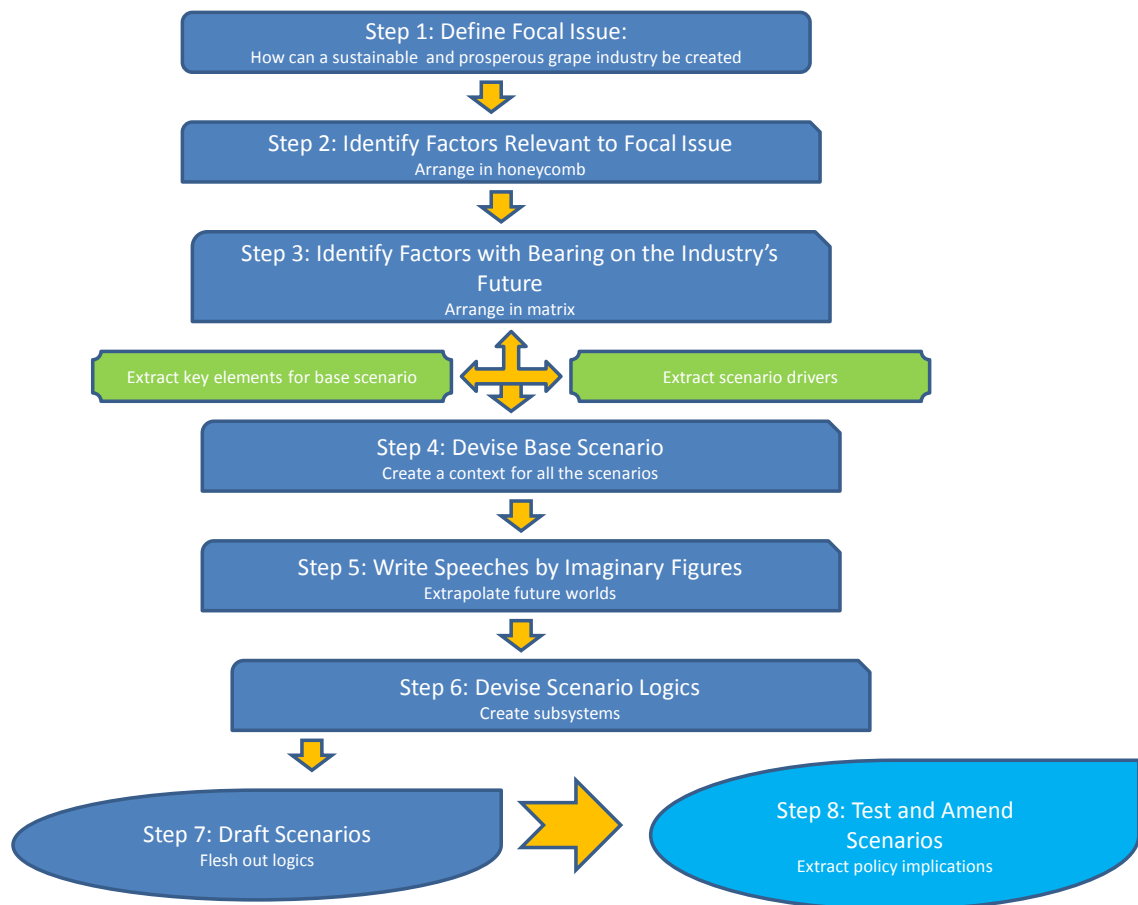 Step 1: Define Focal Issue:
How can a sustainable and prosperous grape industry be created
Step 2: Identify Factors Relevant to Focal Issue
Arrange in honeycomb
Step 3: Identify Factors with Bearing on the Industry's
Future
Arrange in matrix
Extract key elements for base scenario
Extract scenario drivers
Step 4: Devise Base Scenario
Create a context for all the scenarios
Step 5: Write Speeches by Imaginary Figures
Extrapolate future worlds
Step 6: Devise Scenario Logics
Create subsystems
Step 7: Draft Scenarios
Flesh out logics
Step 8: Test and Amend
Scenarios
Extract policy implications